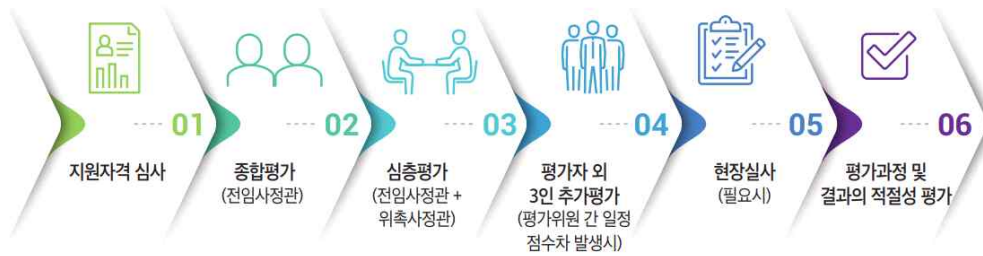 01
지원자격 심사
02
종합평가
(전임사정관)
03
심층평가
(전임사정관 +
위촉사정관)
04
평가자 외
3인 추가평가
(평가위원 간 일정
점수차 발생시)
05
현장실사
(필요시)
06
평가과정 및
결과의 적절성 평가